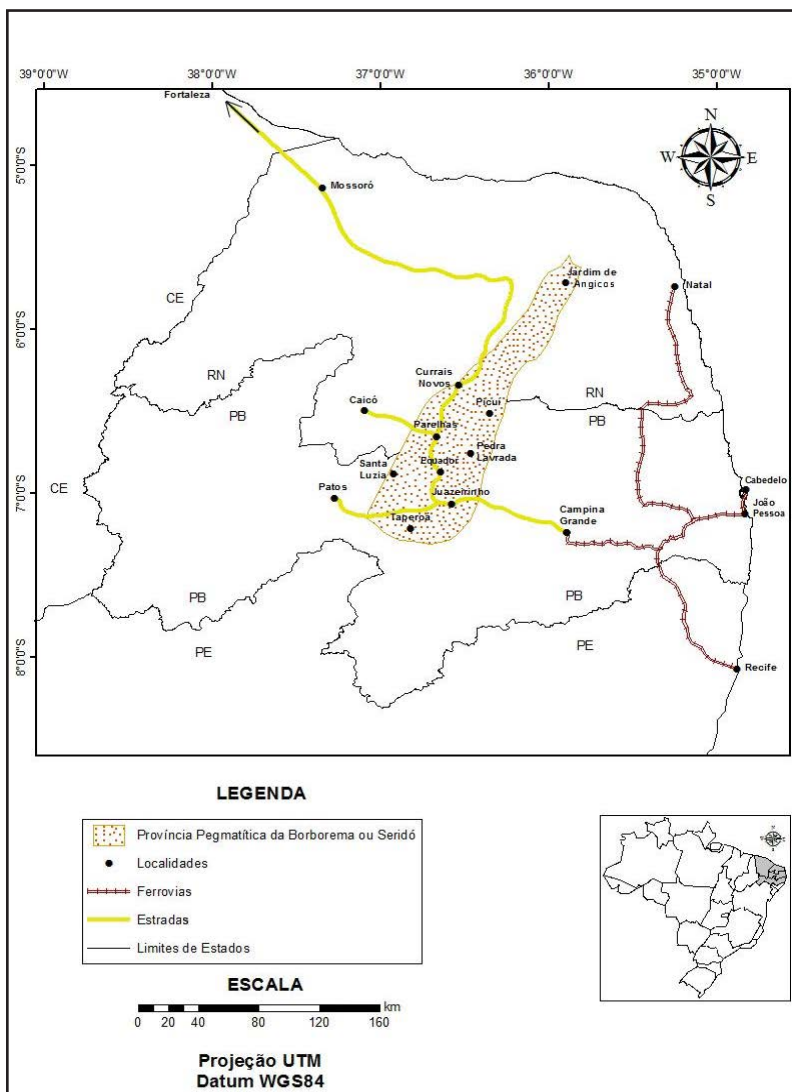 39°0'0"W 38°0'0"W 37°0'0"W 36°0'0"W 35°0'0"W
Fortaleza
N
W E
S
5°0'0"S
Mossoró
Jardim de
Angicos
Natal
CE
6°0'0"S
Currais
Novos
RN
RN
Caicó
Picuí
PB
PB
Parelhas
Pedra
Lavrada
Santa
Luzia
Equador
CE
7°0'0"S
Cabedelo
Patos
Juazeirinho
João
Pessoa
Campina
Grande
Taperoá
PB
PB
PE
PE
8°0'0"S
Recife
LEGENDA
Província Pegmatítica da Borborema ou Seridó
Localidades
Ferrovias
Estradas
Limites de Estados
ESCALA
km
0 20 40 80 120 160
Projeção UTM
Datum WGS84